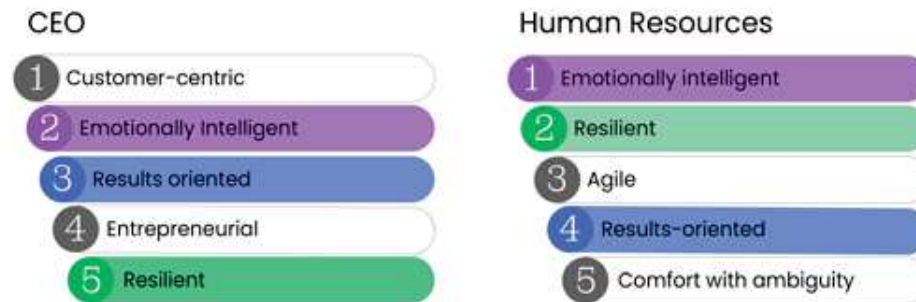 CEO
1 Customer-centric
2 Emotionally Intelligent
3 Results oriented
4 Entrepreneurial
5 Resilient
Human Resources
1 Emotionally intelligent
2 Resilient
3 Agile
4 Results-oriented
5 Comfort with ambiguity